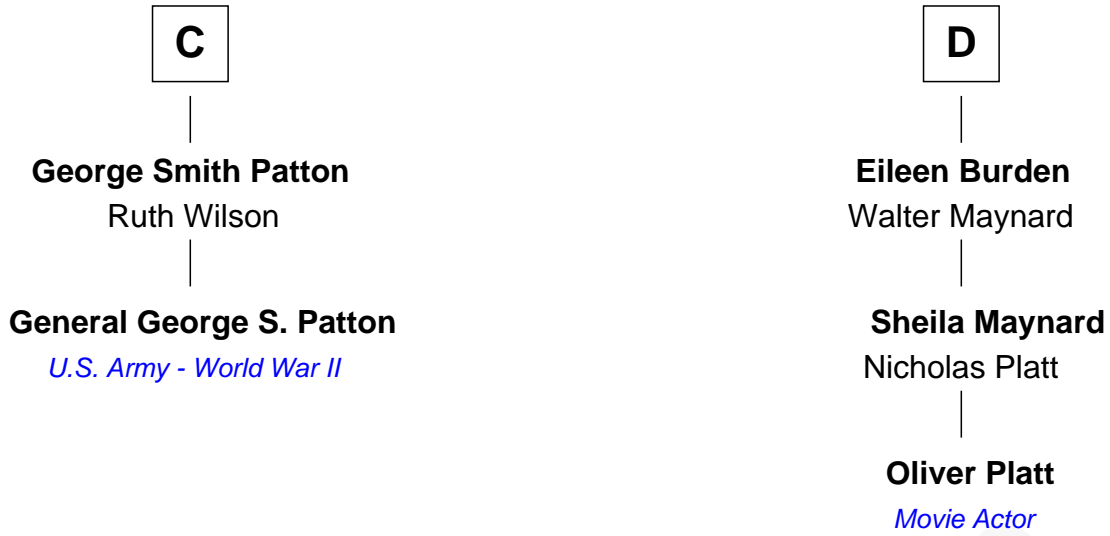 C
George Smith Patton
Ruth Wilson
General George S. Patton
U.S. Army - World War II
D
Eileen Burden
Walter Maynard
Sheila Maynard
Nicholas Platt
Oliver Platt
Movie Actor